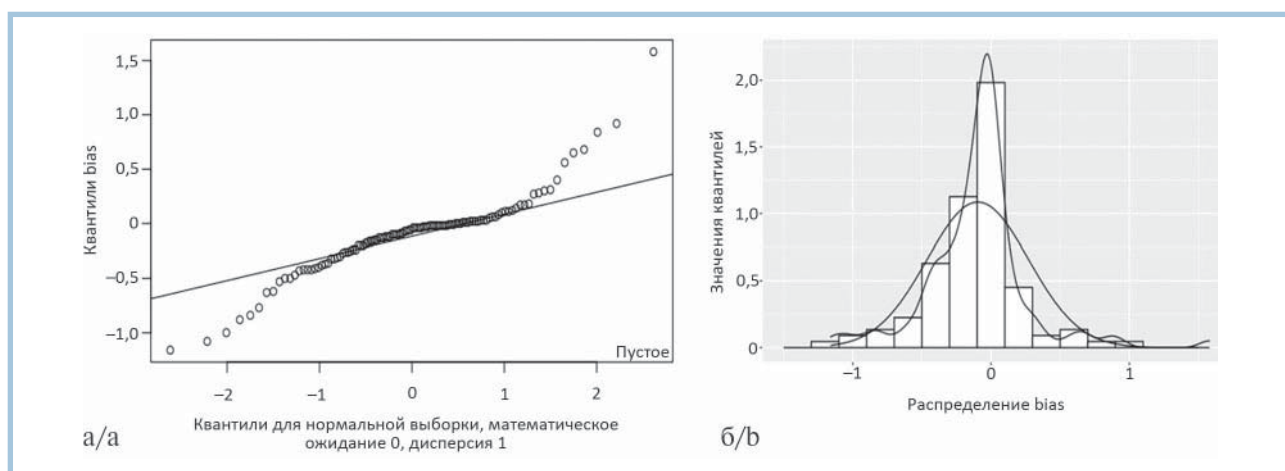 1,5
1,0
0,5
0
–0,5
–1,0
Квантили bias
Пустое
–2
–1
0
1
2
Квантили для нормальной выборки, математическое
ожидание 0, дисперсия 1
а/a
2,0
1,5
1,0
0,5
0
Значения квантилей
–1
0
1
Распределение bias
б/b